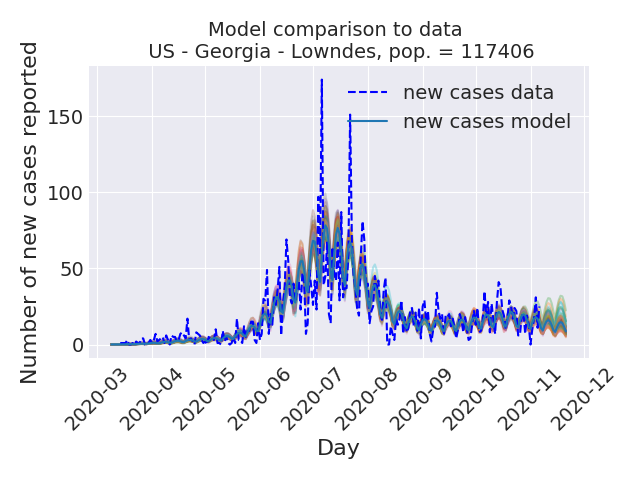 Model comparison to data
US - Georgia - Lowndes, pop. = 117406
Number of new cases reported
150
100
50
0
new cases data
new cases model
2020-03
2020-04
2020-05
2020-06
2020-07
2020-08
2020-09
2020-10
2020-11
2020-12
Day